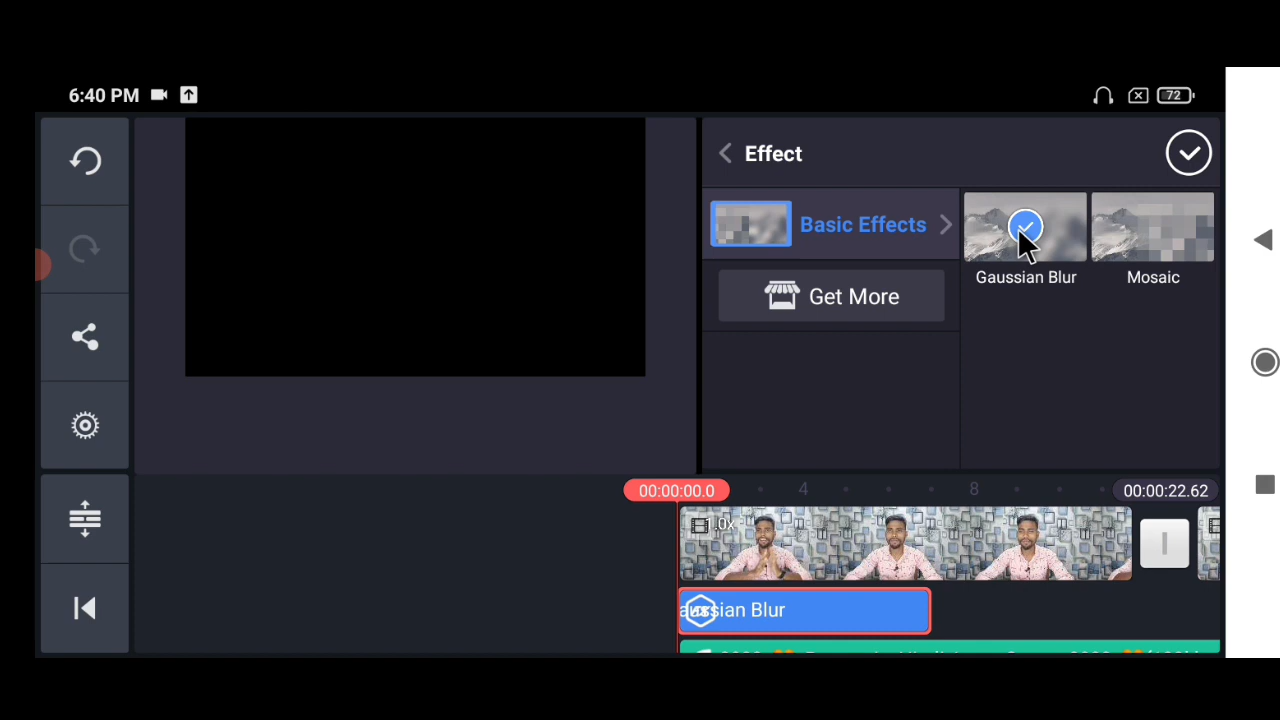 6:40 PM
72
Effect
Basic Effects
Get More
Gaussian Blur
Mosaic
00:00:00.0
4
8
00:00:22.62
1.0x
ssian Blur